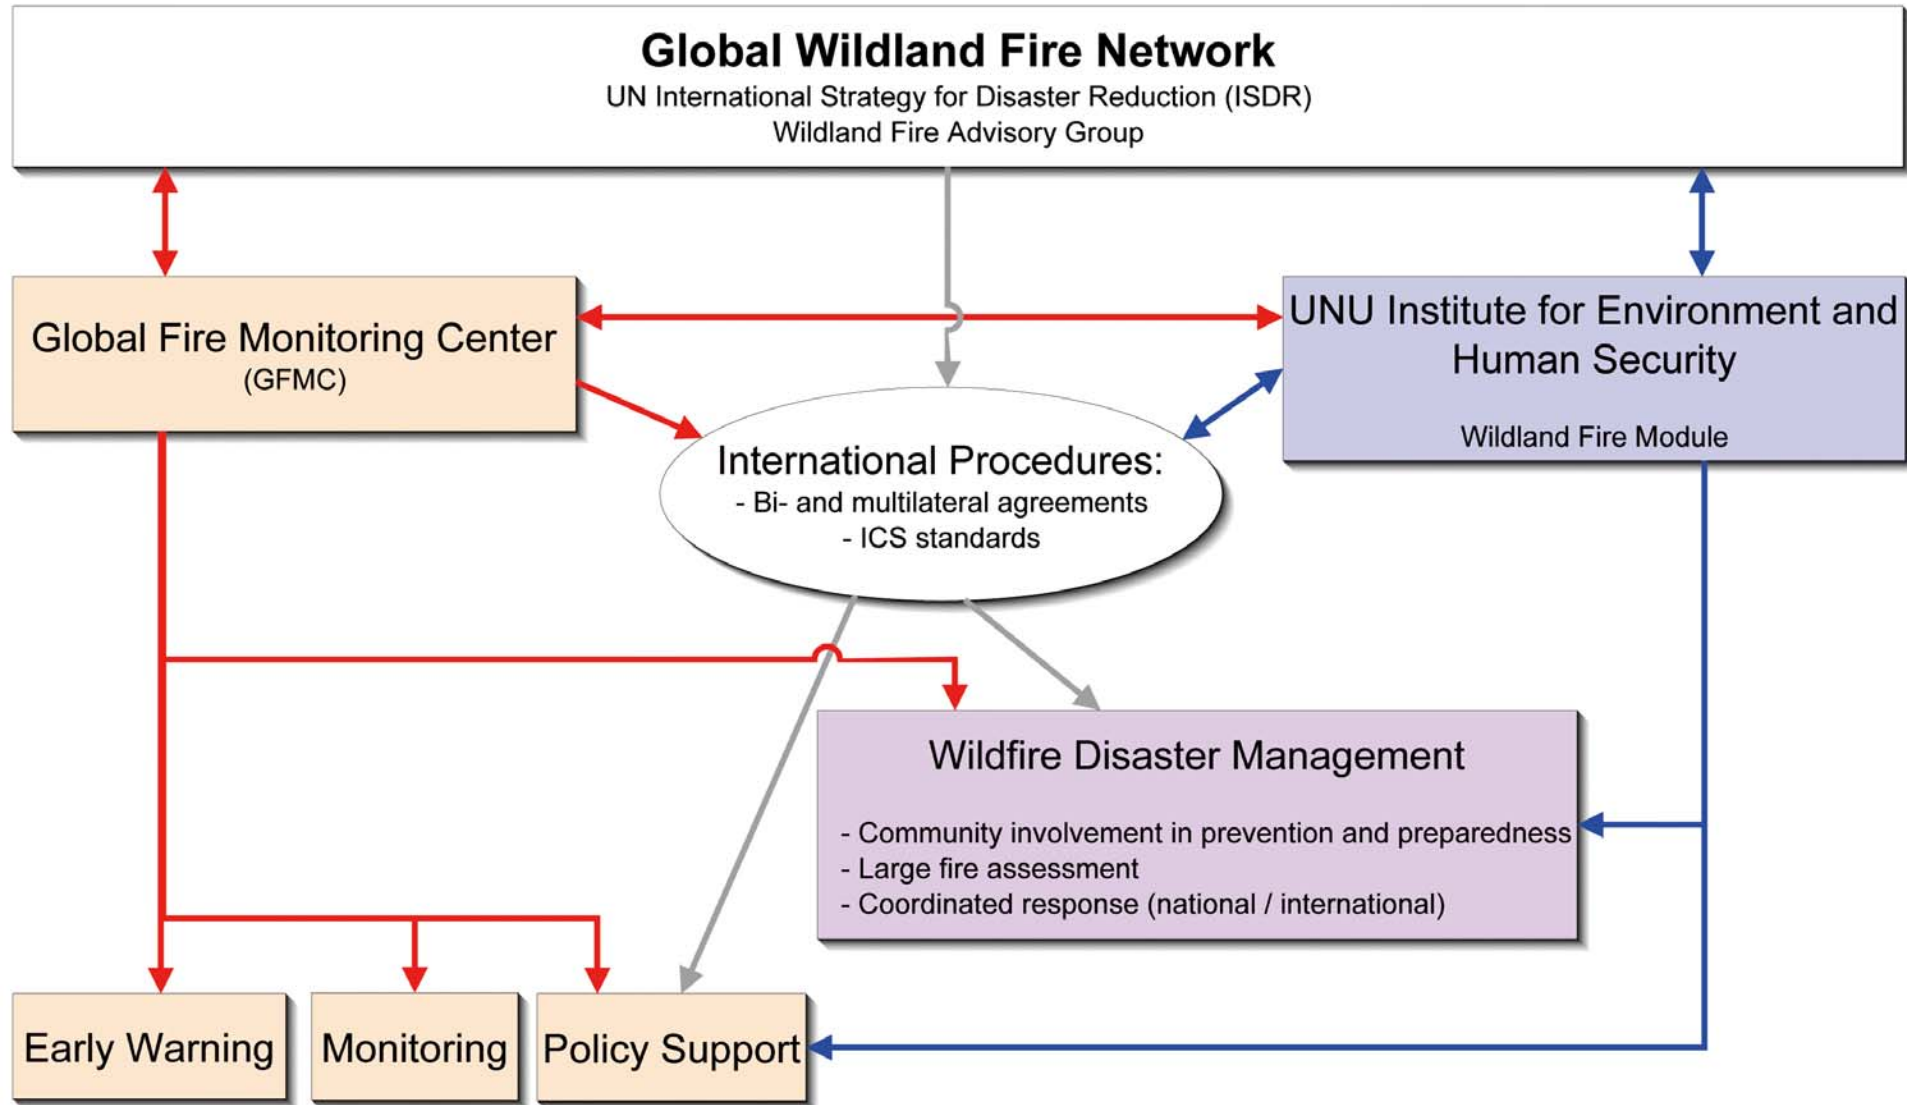 Global Wildland Fire Network
UN International Strategy for Disaster Reduction (ISDR)
Wildland Fire Advisory Group
Global Fire Monitoring Center
(GFMC)
UNU Institute for Environment and
Human Security
Wildland Fire Module
International Procedures:
- Bi- and multilateral agreements
- ICS standards
Wildfire Disaster Management
- Community involvement in prevention and preparedness
- Large fire assessment
- Coordinated response (national / international)
Early Warning
Monitoring
Policy Support